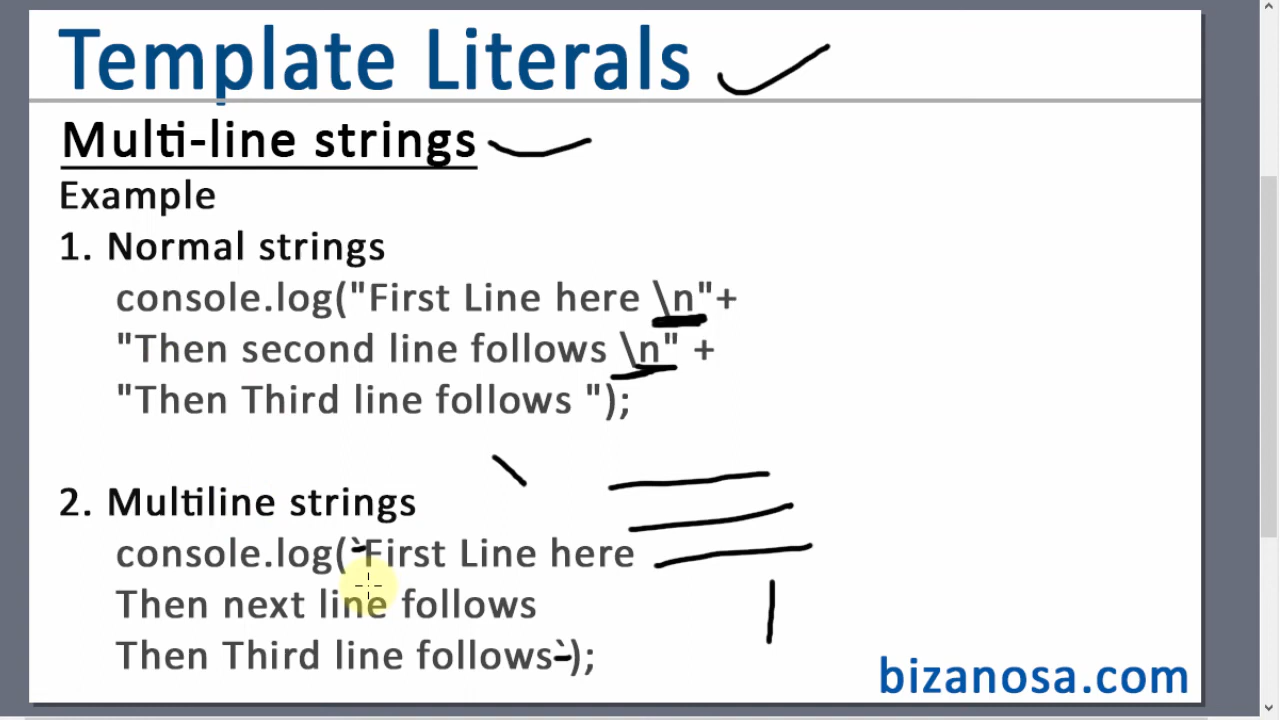 Template Literals
Multi-line strings
Example
1. Normal strings
console.log("First Line here \n"+
"Then second line follows \n" +
"Then Third line follows ");
2. Multiline strings
console.log(`First Line here
Then next line follows
Then Third line follows`);
bizanosa.com